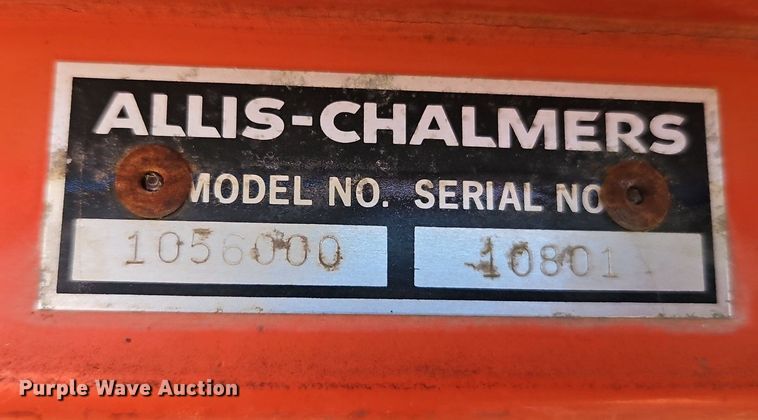 ALLIS-CHALMERS
MODEL NO. SERIAL NO
1056000 10801
Purple Wave Auction